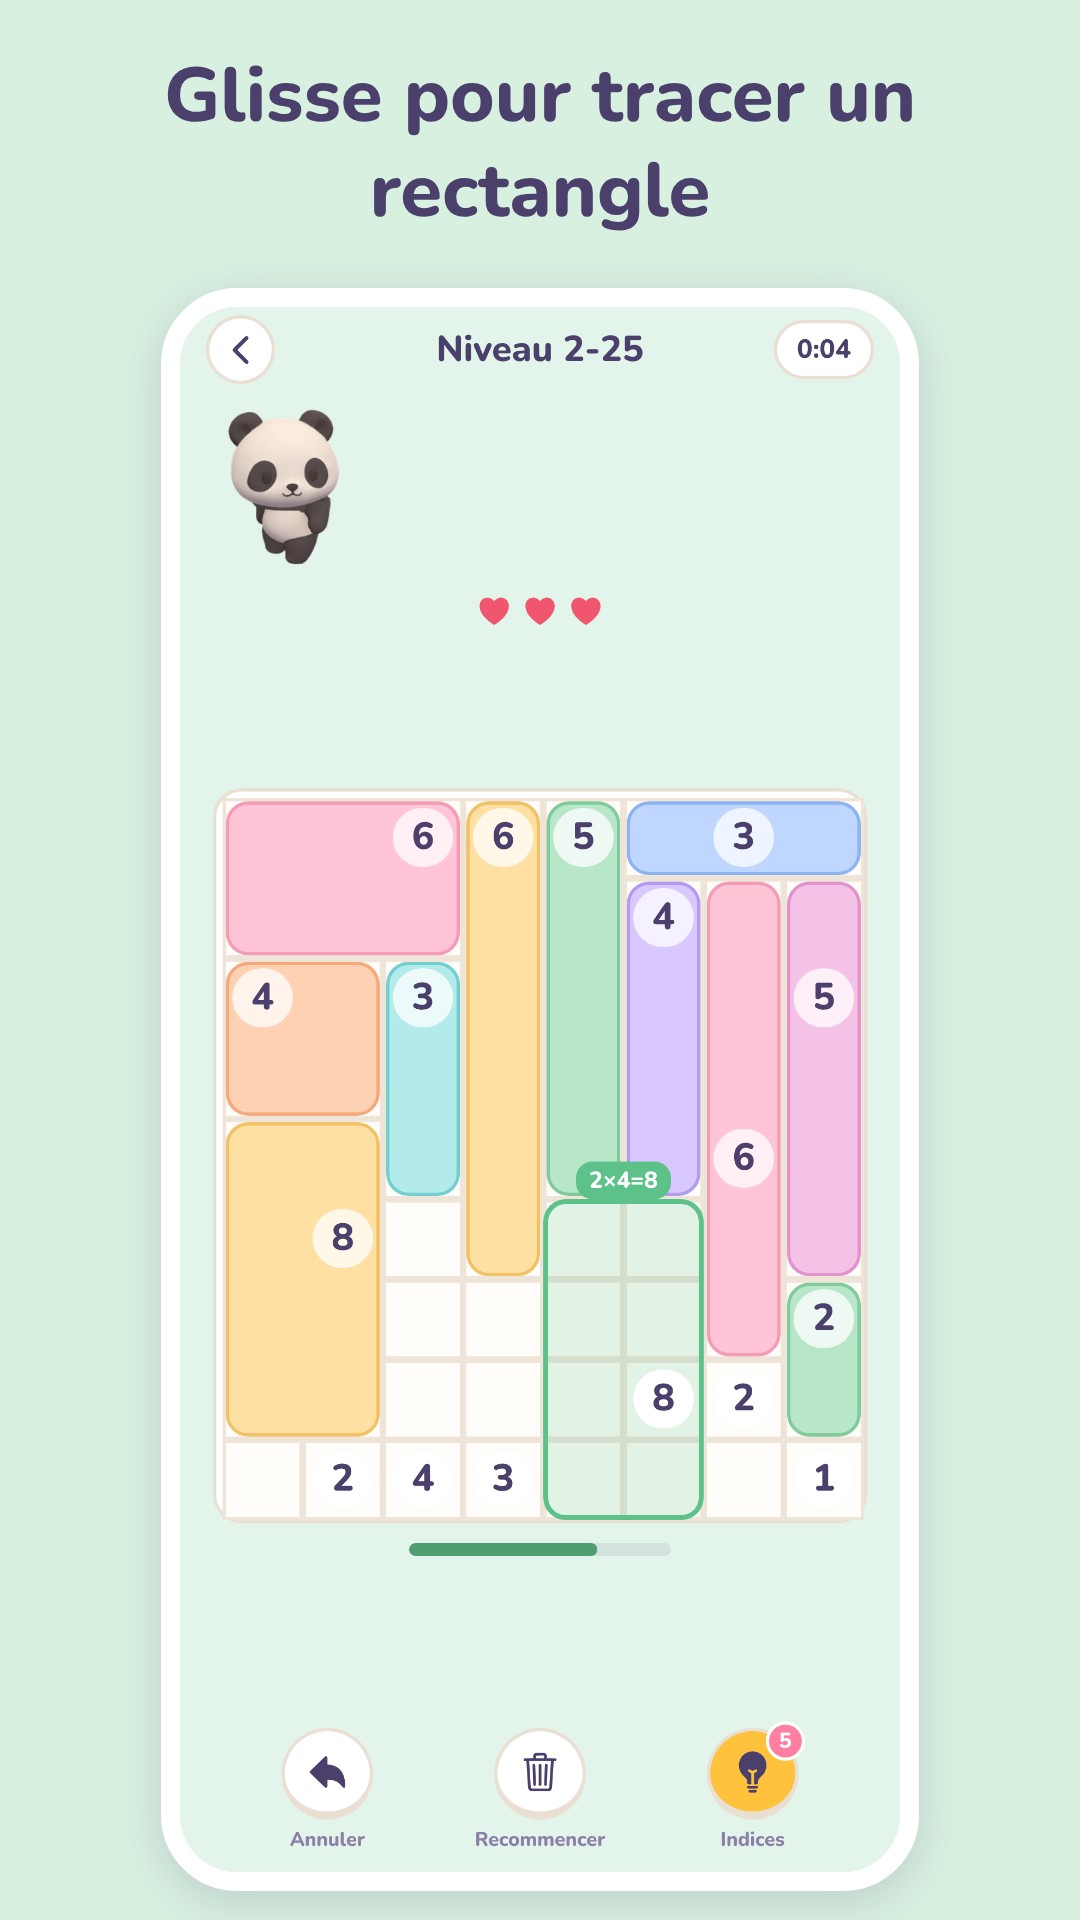 Glisse pour tracer un
rectangle
Niveau 2-25
0:04
6 6 5 3
4
4 3 5
6
2×4=8
8
2
8 2
2 4 3 1
5
Annuler Recommencer Indices